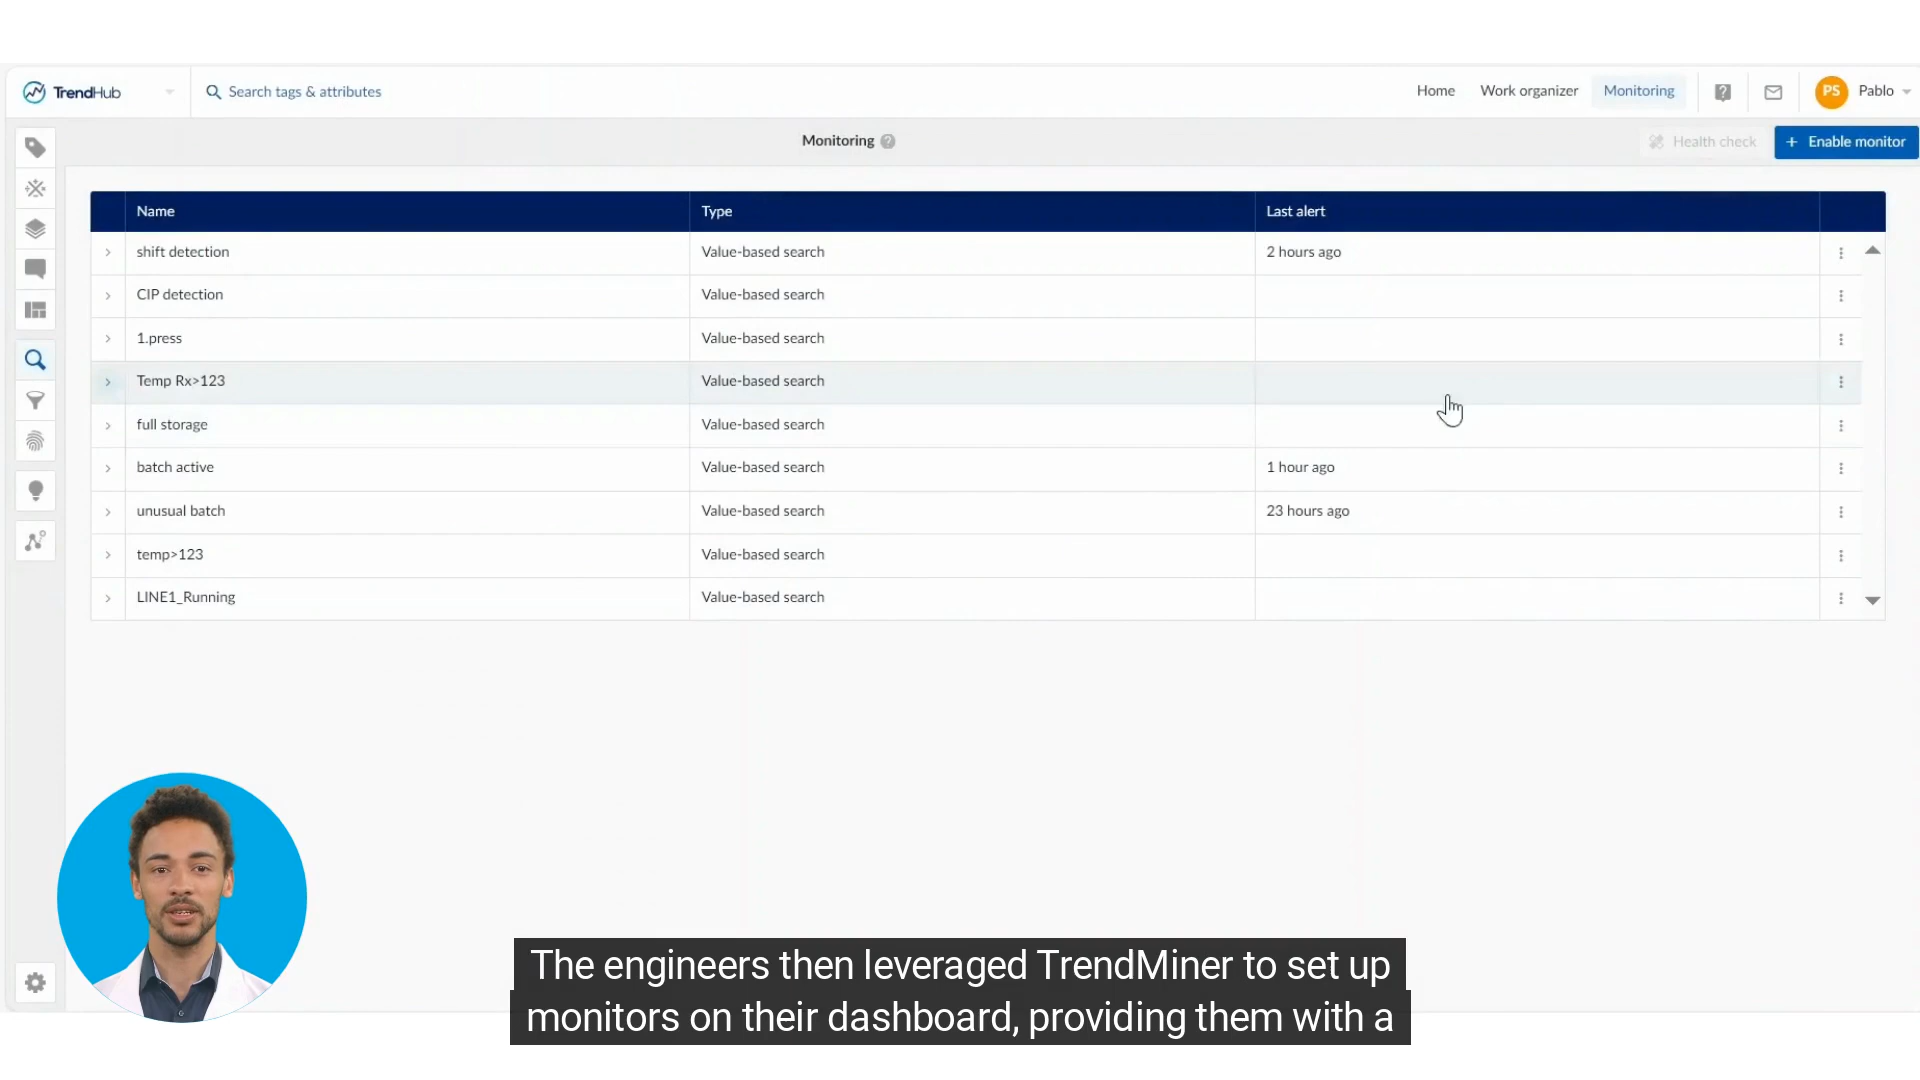 TrendHub
Search tags & attributes
Home
Work organizer
Monitoring
PS
Pablo
Monitoring
Health check
+ Enable monitor
Name
Type
Last alert
shift detection
Value-based search
2 hours ago
CIP detection
Value-based search
1.press
Value-based search
Temp Rx>123
Value-based search
full storage
Value-based search
batch active
Value-based search
1 hour ago
unusual batch
Value-based search
23 hours ago
temp>123
Value-based search
LINE1_Running
Value-based search
The engineers then leveraged TrendMiner to set up
monitors on their dashboard, providing them with a